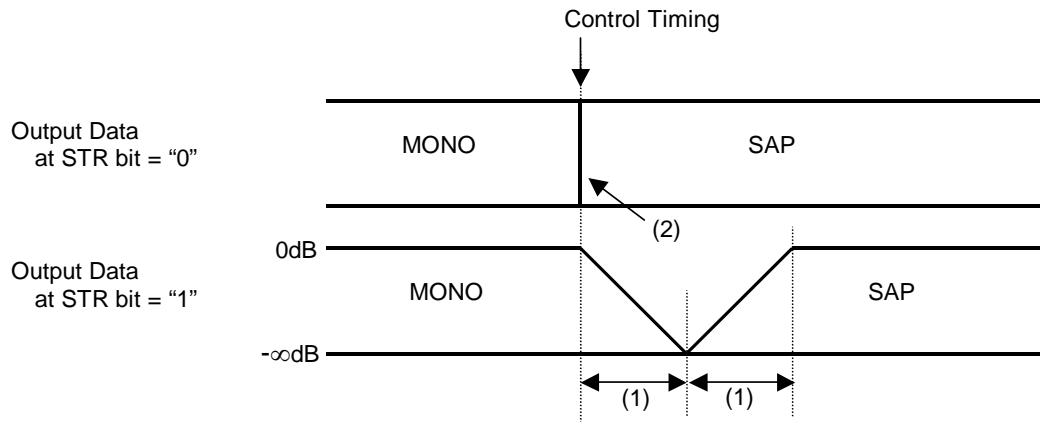 Control Timing
Output Data
at STR bit = “0”
MONO
SAP
(2)
0dB
Output Data
at STR bit = “1”
MONO
SAP
-∞dB
(1)
(1)